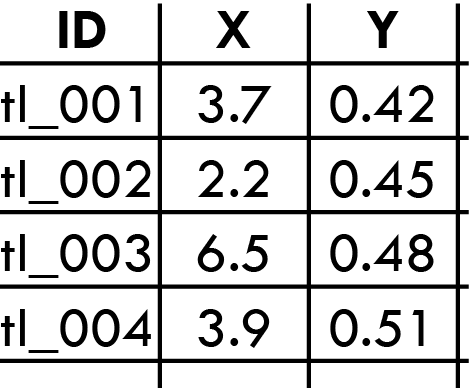 ID X Y
tl_001 3.7 0.42
tl_002 2.2 0.45
tl_003 6.5 0.48
tl_004 3.9 0.51